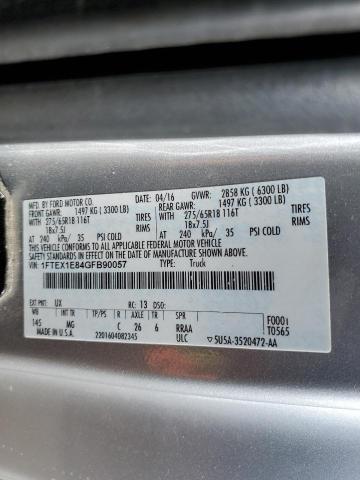 MFD. BY FORD MOTOR CO.
04/16 GVWR: 2858 KG ( 6300 LB)
FRONT GAWR: 1497 KG ( 3300 LB) REAR GAWR: 1497 KG ( 3300 LB)
275/65R18 116T TIRES WITH 275/65R18 116T TIRES
18x7.5J RIMS 18x7.5J RIMS
AT 240 kPa/ 35 PSI COLD AT 240 kPa/ 35 PSI COLD
THIS VEHICLE CONFORMS TO ALL APPLICABLE FEDERAL MOTOR VEHICLE SAFETY AND THEFT PREVENTION STANDARDS IN EFFECT ON THE
DATE OF MANUFACTURE SHOWN ABOVE.
VIN: 1FTEX1E84GFB90057 TYPE: Truck
EXT PNT: UX RC: 13 DSO:
WB INT TR TP/PS R AXLE TR SPR
145 MG C 26 6 RRAA
MADE IN U.S.A. 2201604082345 ULC
F0001
T0565
5U5A-3520472-AA